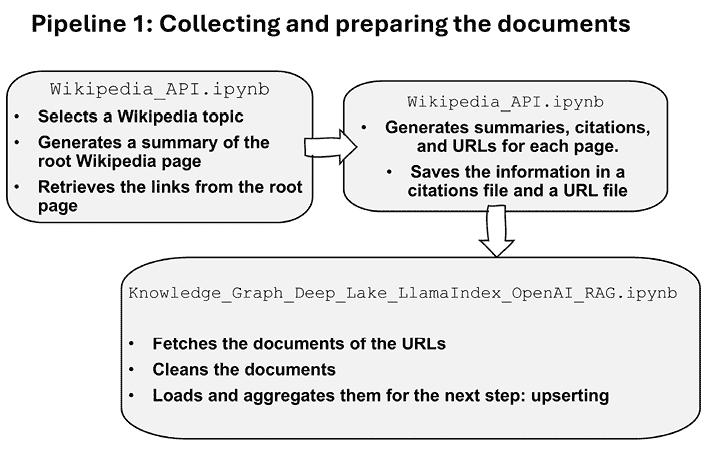 Pipeline 1: Collecting and preparing the documents
Wikipedia_API.ipynb
• Selects a Wikipedia topic
• Generates a summary of the
root Wikipedia page
• Retrieves the links from the root
page
Wikipedia_API.ipynb
• Generates summaries, citations,
and URLs for each page.
• Saves the information in a
citations file and a URL file
Knowledge_Graph_Deep_Lake_LlamaIndex_OpenAI_RAG.ipynb
• Fetches the documents of the URLs
• Cleans the documents
• Loads and aggregates them for the next step: upserting